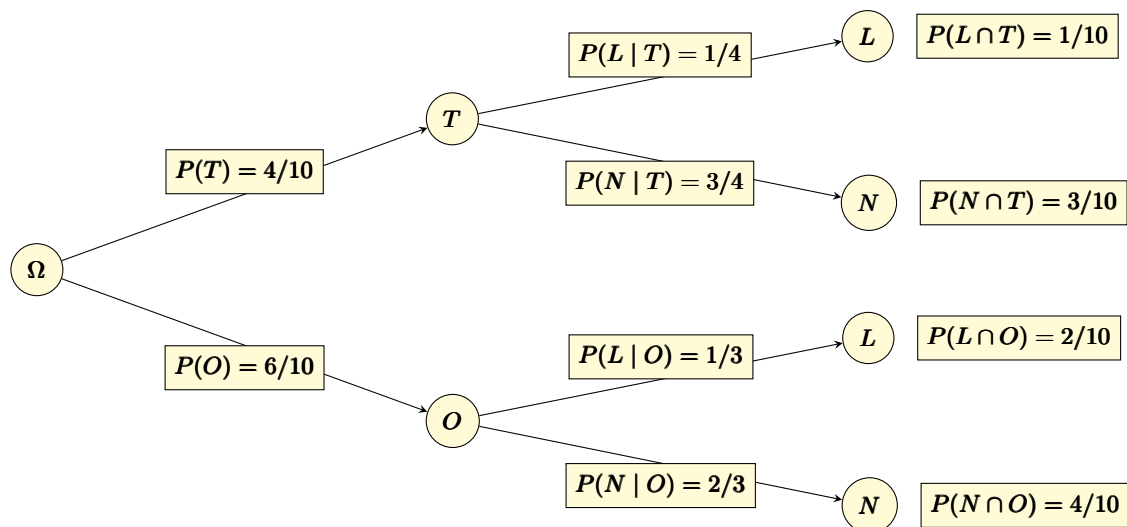 L
P(L ∩ T) = 1/10
P(L | T) = 1/4
T
P(T) = 4/10
P(N | T) = 3/4
N
P(N ∩ T) = 3/10
Ω
L
P(L ∩ O) = 2/10
P(L | O) = 1/3
P(O) = 6/10
O
P(N | O) = 2/3
N
P(N ∩ O) = 4/10